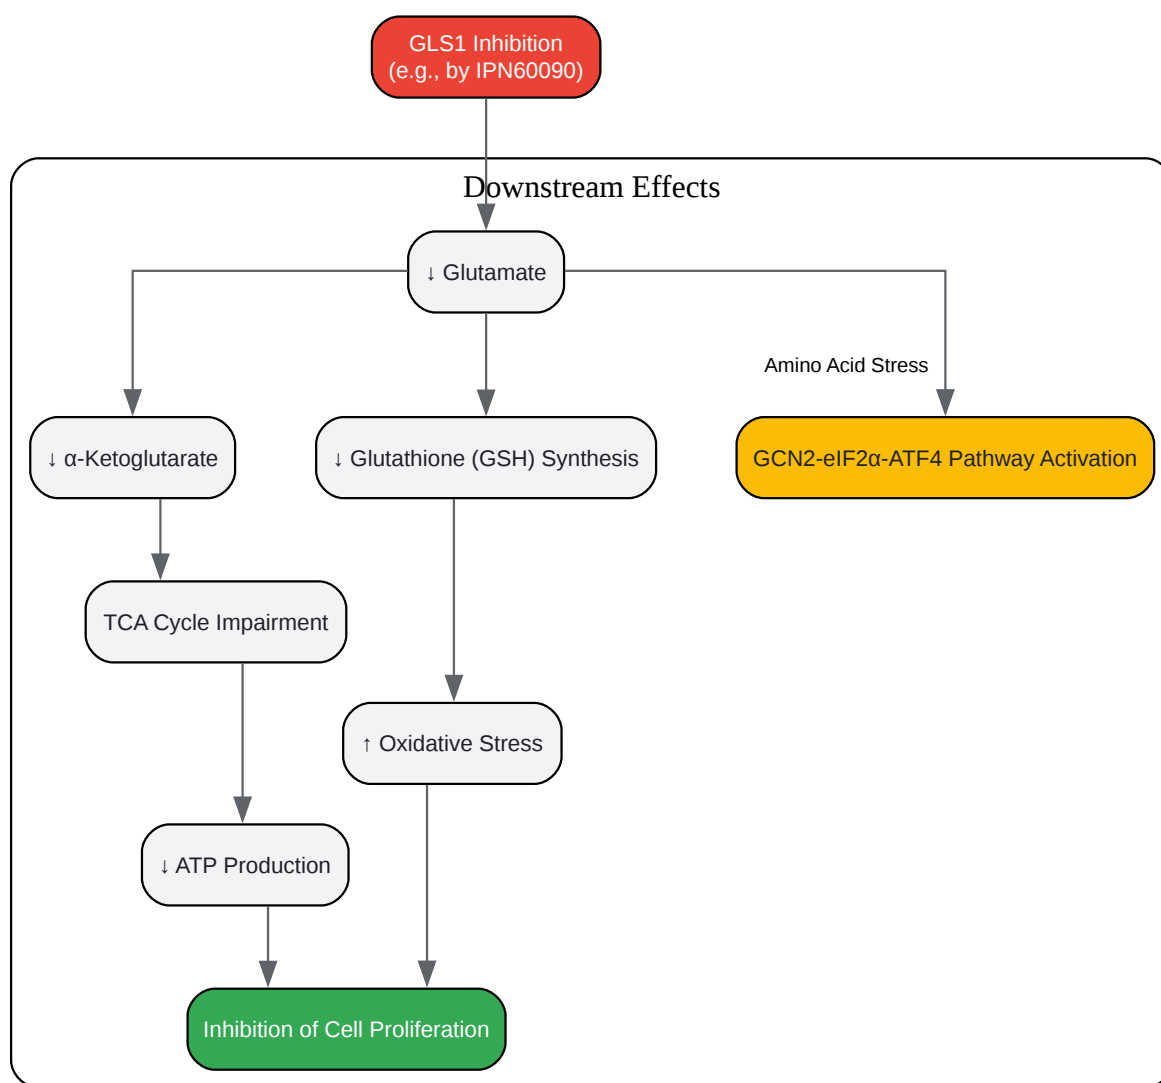 GLS1 Inhibition
(e.g., by IPN60090)
Downstream Effects
↓ Glutamate
Amino Acid Stress
↓ α-Ketoglutarate
↓ Glutathione (GSH) Synthesis
GCN2-eIF2α-ATF4 Pathway Activation
TCA Cycle Impairment
↑ Oxidative Stress
↓ ATP Production
Inhibition of Cell Proliferation